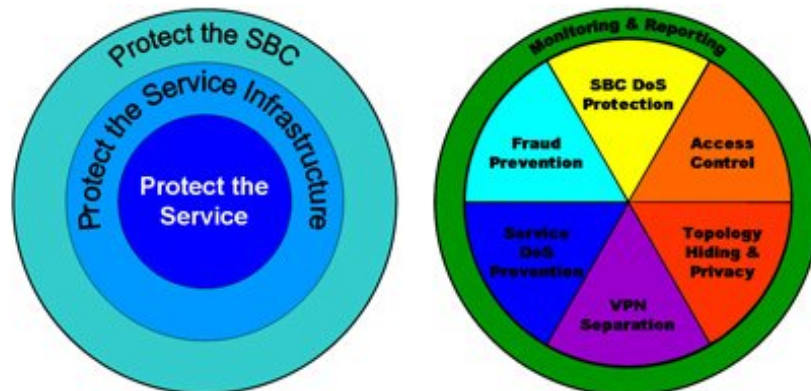 Protect the SBC
Protect the Service Infrastructure
Protect the
Service
Monitoring & Reporting
SBC DoS
Protection
Access
Control
Topology
Hiding &
Privacy
VPN
Separation
Service
DoS
Prevention
Fraud
Prevention